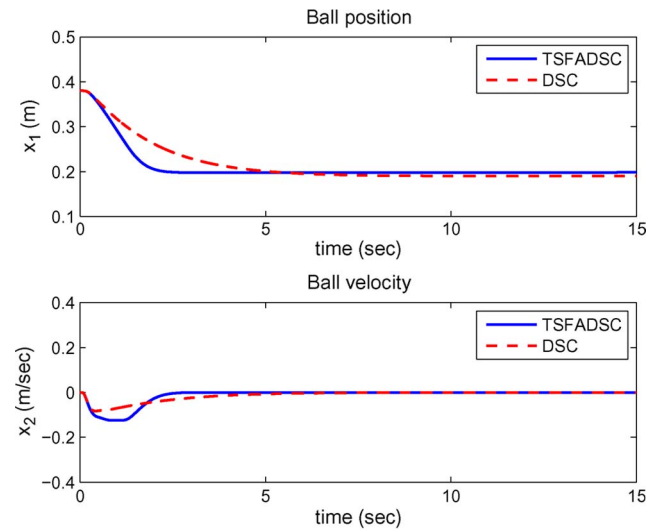 Ball position
0.5
0.4
0.3
0.2
0.1
x₁ (m)
TSFADSC
DSC
0 5 10 15
time (sec)
Ball velocity
0.4
0.2
0
−0.2
−0.4
x₂ (m/sec)
TSFADSC
DSC
0 5 10 15
time (sec)